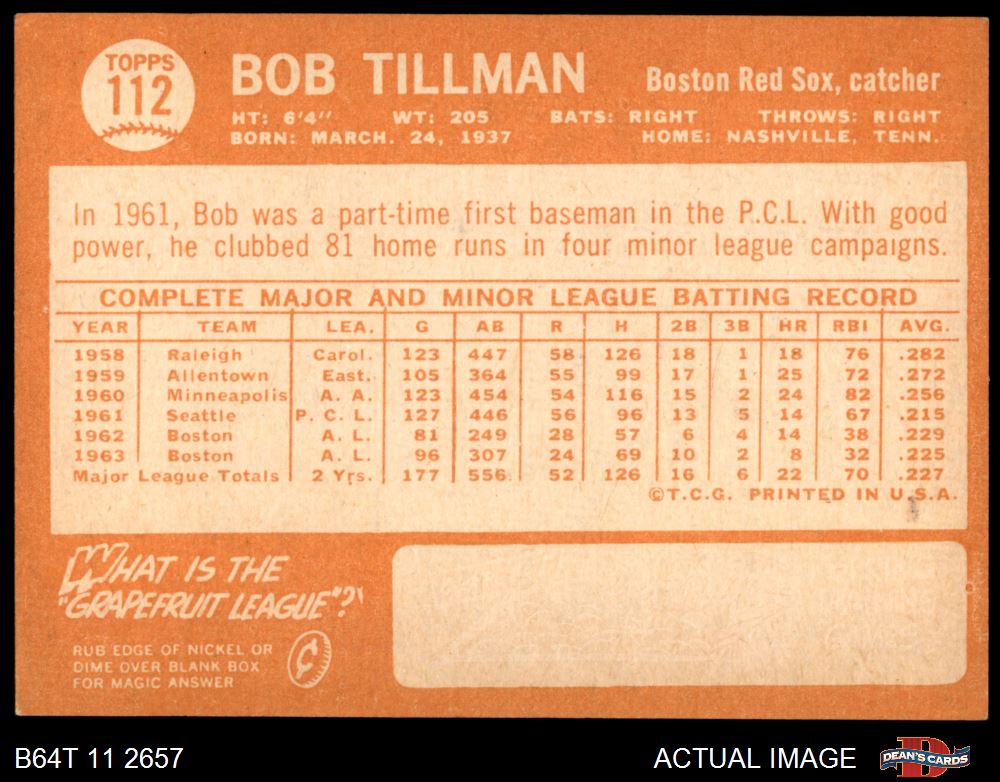 TOPPS
112
BOB TILLMAN Boston Red Sox, catcher
HT: 6'4" WT: 205 BATS: RIGHT THROWS: RIGHT
BORN: MARCH. 24, 1937 HOME: NASHVILLE, TENN.
In 1961, Bob was a part-time first baseman in the P.C.L. With good
power, he clubbed 81 home runs in four minor league campaigns.
COMPLETE MAJOR AND MINOR LEAGUE BATTING RECORD
YEAR TEAM LEA. G AB R H 2B 3B HR RBI AVG.
1958 Raleigh Carol. 123 447 58 126 18 1 18 76 .282
1959 Allentown East. 105 364 55 99 17 1 25 72 .272
1960 Minneapolis A. A. 123 454 54 116 15 2 24 82 .256
1961 Seattle P. C. L. 127 446 56 96 13 5 14 67 .215
1962 Boston A. L. 81 249 28 57 6 4 14 38 .229
1963 Boston A. L. 96 307 24 69 10 2 8 32 .225
Major League Totals 2 Yrs. 177 556 52 126 16 6 22 70 .227
©T.C.G. PRINTED IN U.S.A.
WHAT IS THE
"GRAPEFRUIT LEAGUE"?
RUB EDGE OF NICKEL OR
DIME OVER BLANK BOX
FOR MAGIC ANSWER
B64T 11 2657 ACTUAL IMAGE DEAN'S CARDS